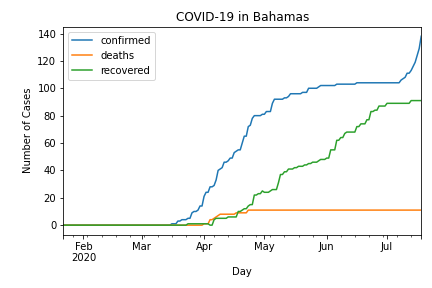 COVID-19 in Bahamas
confirmed
deaths
recovered
Number of Cases
140
120
100
80
60
40
20
0
Feb
2020
Mar
Apr
May
Jun
Jul
Day